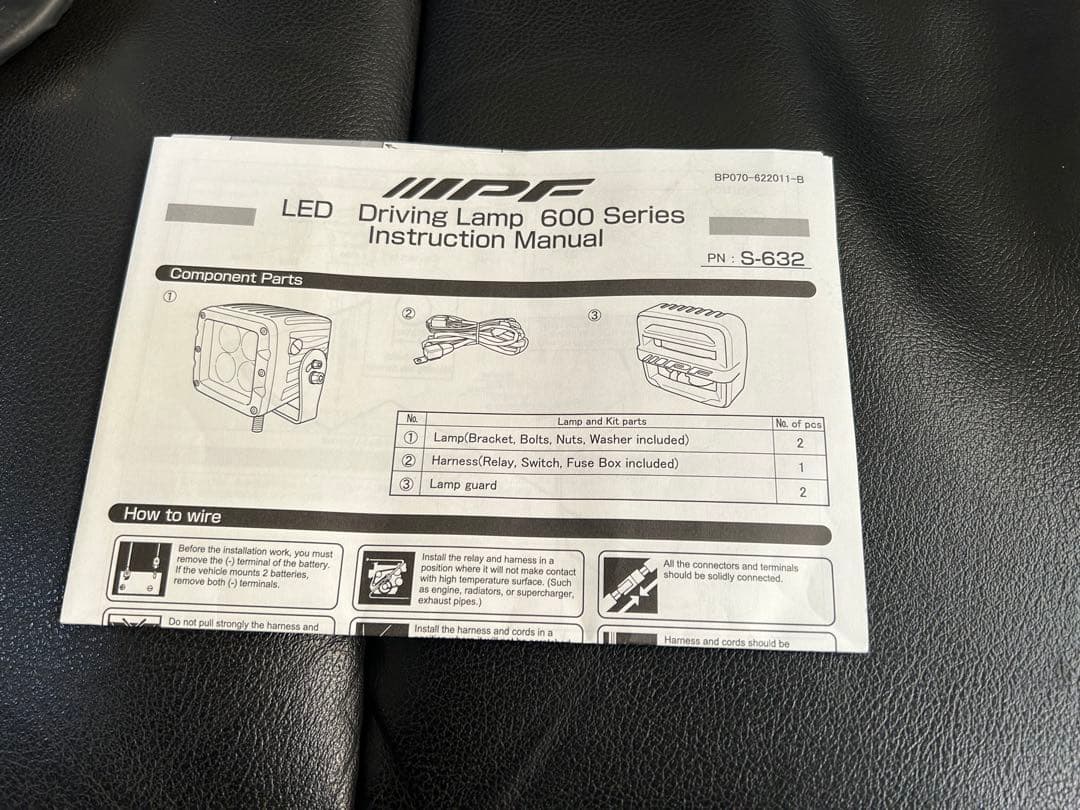 IPF
BP070-622011-B
LED Driving Lamp 600 Series
Instruction Manual
PN : S-632
Component Parts
①
②
③
IPF
No. Lamp and Kit parts No. of pcs
① Lamp(Bracket, Bolts, Nuts, Washer included) 2
② Harness(Relay, Switch, Fuse Box included) 1
③ Lamp guard 2
How to wire
Before the installation work, you must
remove the (-) terminal of the battery.
If the vehicle mounts 2 batteries,
remove both (-) terminals.
Install the relay and harness in a
position where it will not make contact
with high temperature surface. (Such
as engine, radiators, or supercharger,
exhaust pipes.)
All the connectors and terminals
should be solidly connected.
Do not pull strongly the harness and
Install the harness and cords in a
Harness and cords should be